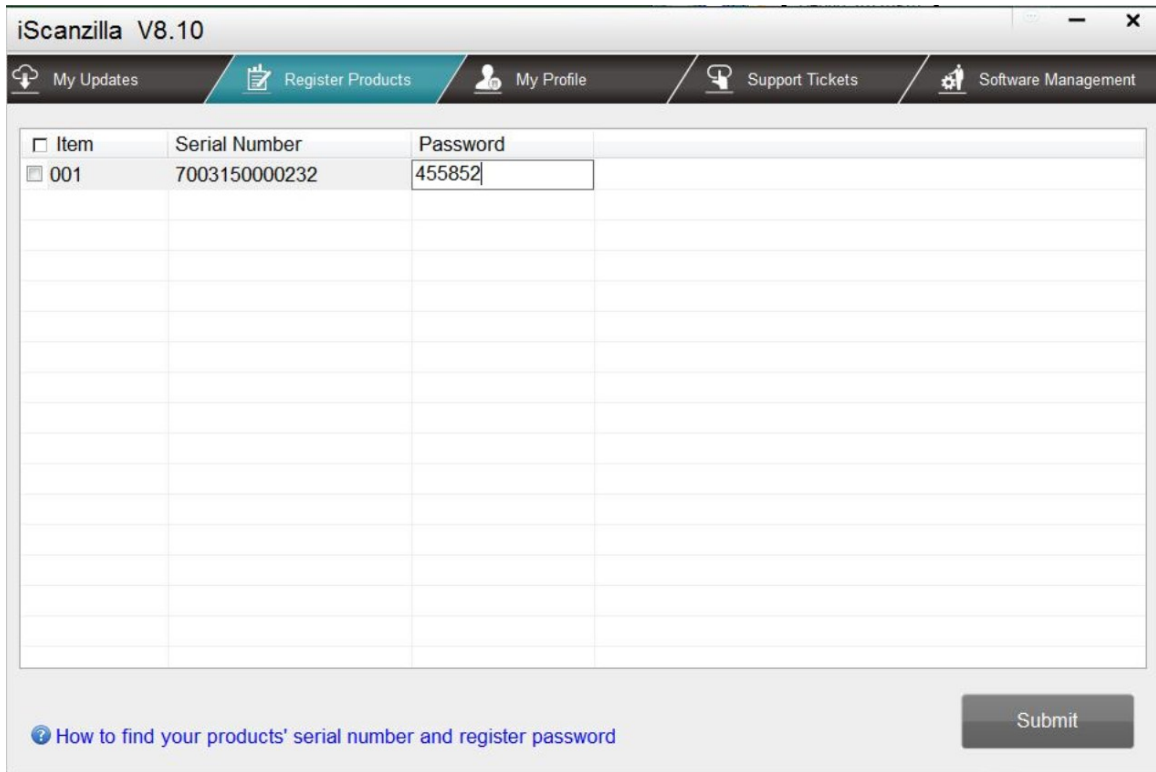 iScanzilla V8.10
My Updates Register Products My Profile Support Tickets Software Management
Item Serial Number Password
001 7003150000232 455852
Submit
How to find your products' serial number and register password